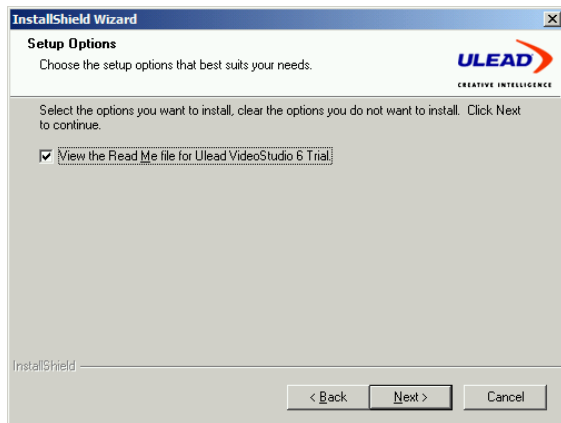 InstallShield Wizard
Setup Options
Choose the setup options that best suits your needs.
ULEAD
CREATIVE INTELLIGENCE
Select the options you want to install, clear the options you do not want to install. Click Next
to continue.
View the Read Me file for Ulead VideoStudio 6 Trial.
InstallShield
< Back
Next >
Cancel